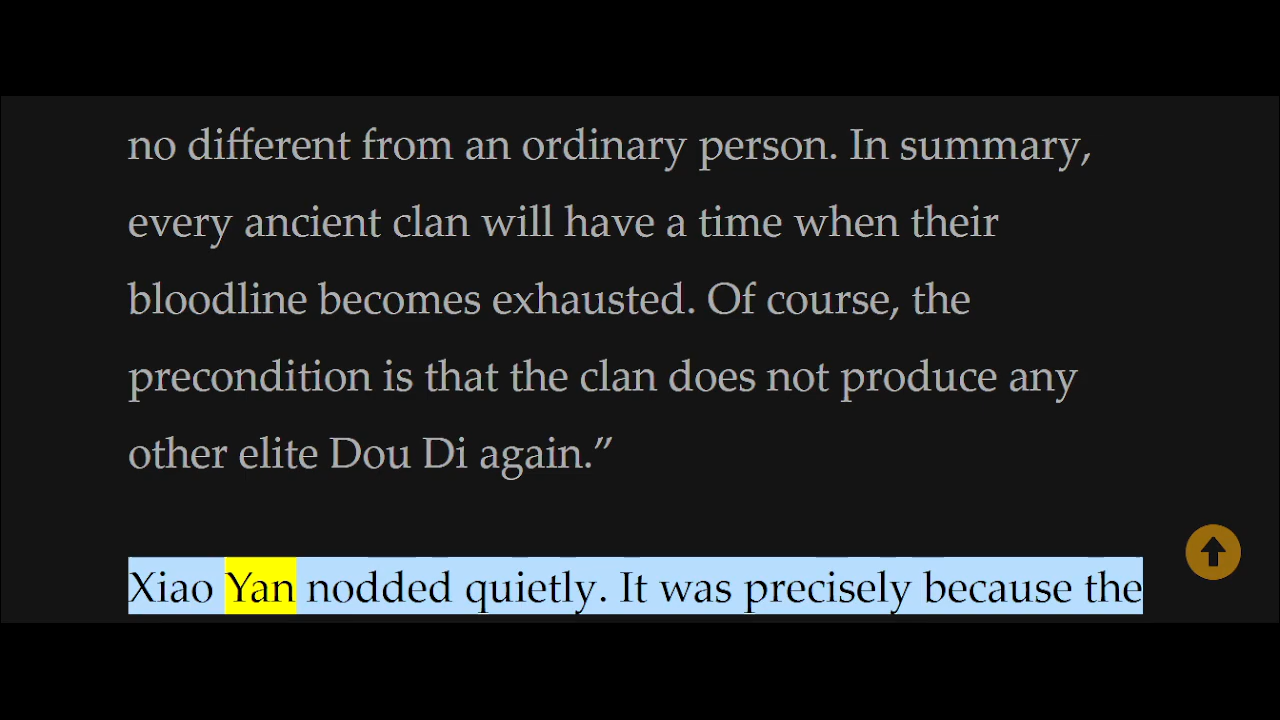 no different from an ordinary person. In summary,
every ancient clan will have a time when their
bloodline becomes exhausted. Of course, the
precondition is that the clan does not produce any
other elite Dou Di again.”
Xiao Yan nodded quietly. It was precisely because the